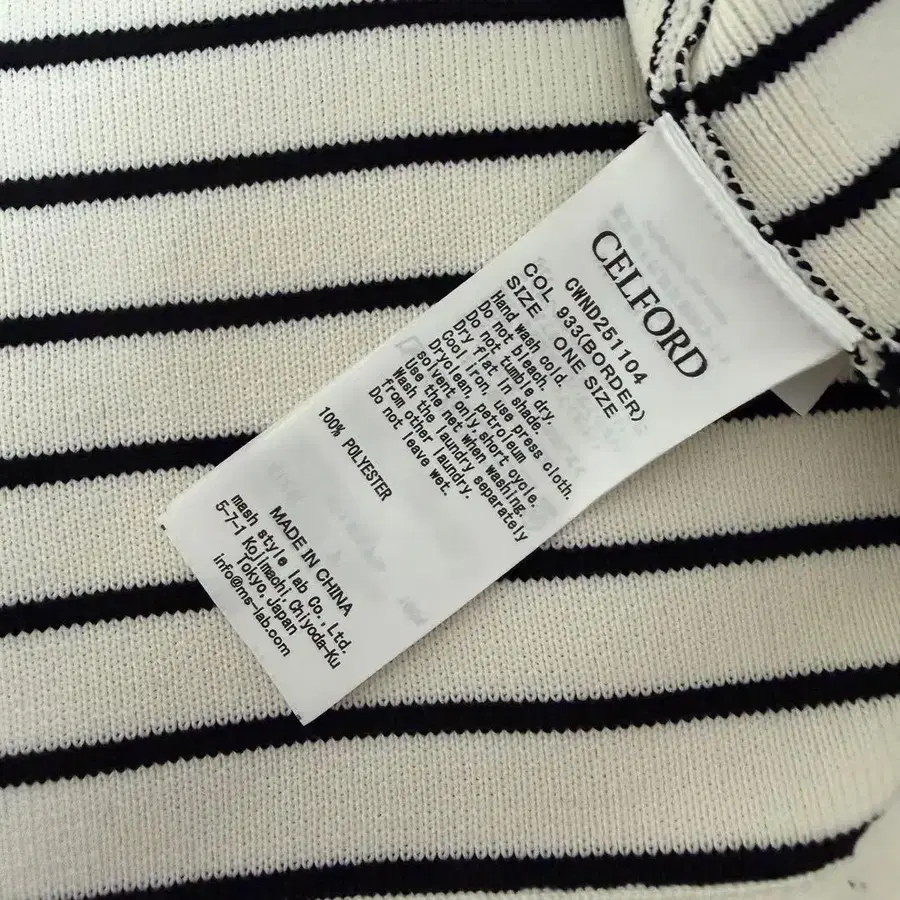 CELFORD
CWND251104
COL 933(BORDER)
SIZE ONE SIZE
Hand wash cold.
Do not bleach.
Do not tumble dry.
Dry flat in shade.
Cool iron, use press cloth.
Dryclean, petroleum
solvent only, short cycle.
Use the net when washing.
Wash the laundry separately
from other laundry.
Do not leave wet.
100% POLYESTER
MADE IN CHINA
mash style lab Co., Ltd.
5-7-1 Kojimachi, Chiyoda-Ku
Tokyo, Japan
info@ms-lab.com